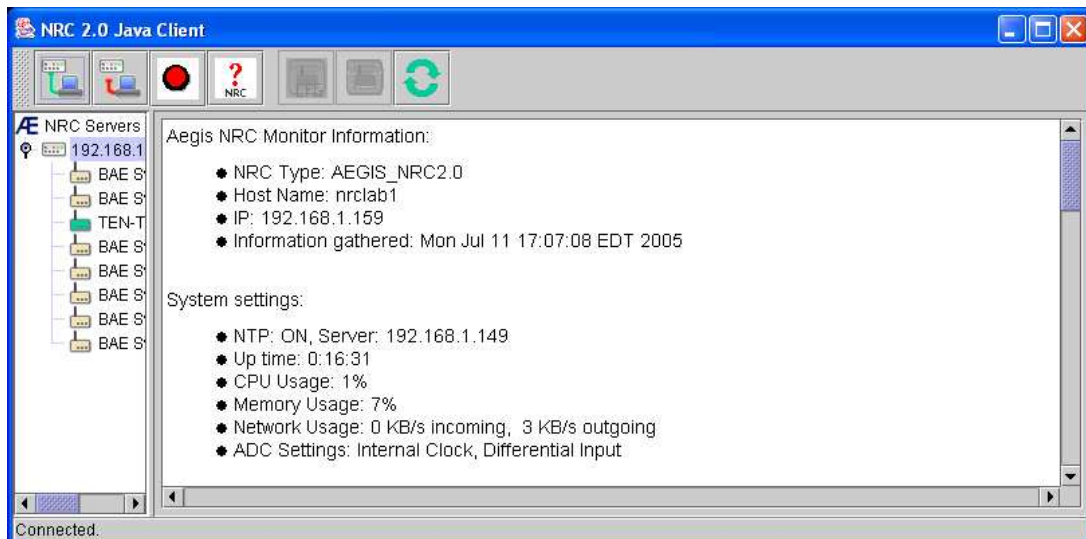 NRC 2.0 Java Client
?
NRC
CFG
Æ NRC Servers
192.168.1
BAE S
BAE S
TEN-T
BAE S
BAE S
BAE S
BAE S
BAE S
Aegis NRC Monitor Information:
NRC Type: AEGIS_NRC2.0
Host Name: nrclab1
IP: 192.168.1.159
Information gathered: Mon Jul 11 17:07:08 EDT 2005
System settings:
NTP: ON, Server: 192.168.1.149
Up time: 0:16:31
CPU Usage: 1%
Memory Usage: 7%
Network Usage: 0 KB/s incoming, 3 KB/s outgoing
ADC Settings: Internal Clock, Differential Input
Connected.